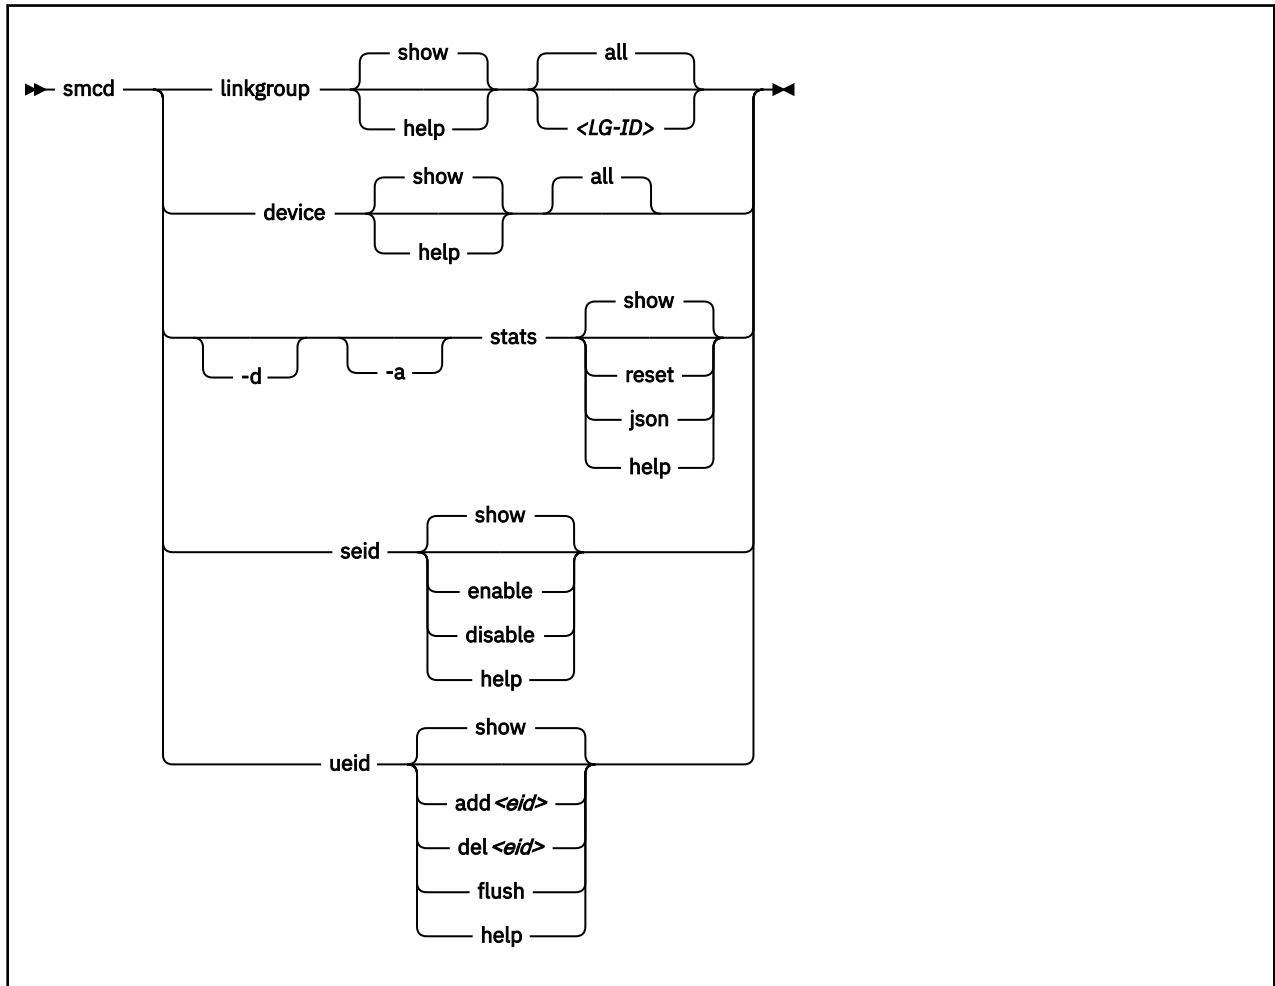 show all
smcd linkgroup
help <LG-ID>
show all
device
help
show
stats
-d -a reset
json
help
show
seid
enable
disable
help
show
ueid
add <eid>
del <eid>
flush
help